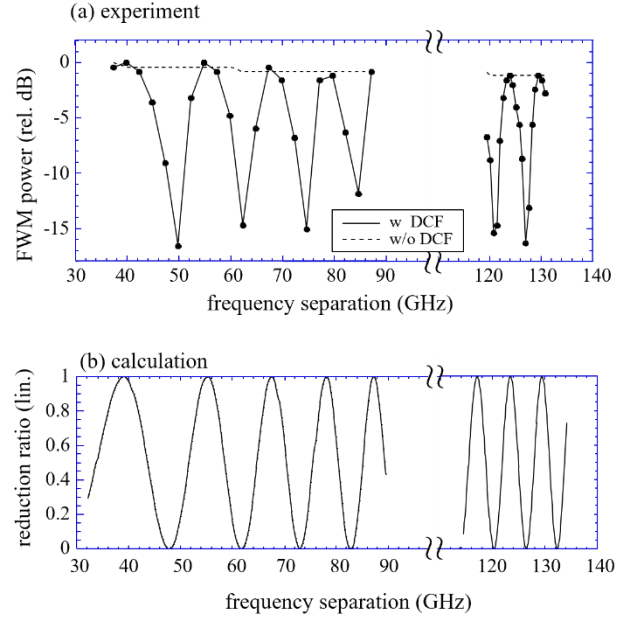 (a) experiment
0
-5
-10
-15
FWM power (rel. dB)
w DCF
w/o DCF
30 40 50 60 70 80 90 120 130 140
frequency separation (GHz)
(b) calculation
1
0.8
0.6
0.4
0.2
0
reduction ratio (lin.)
40 50 60 70 80 90 120 130 140
frequency separation (GHz)